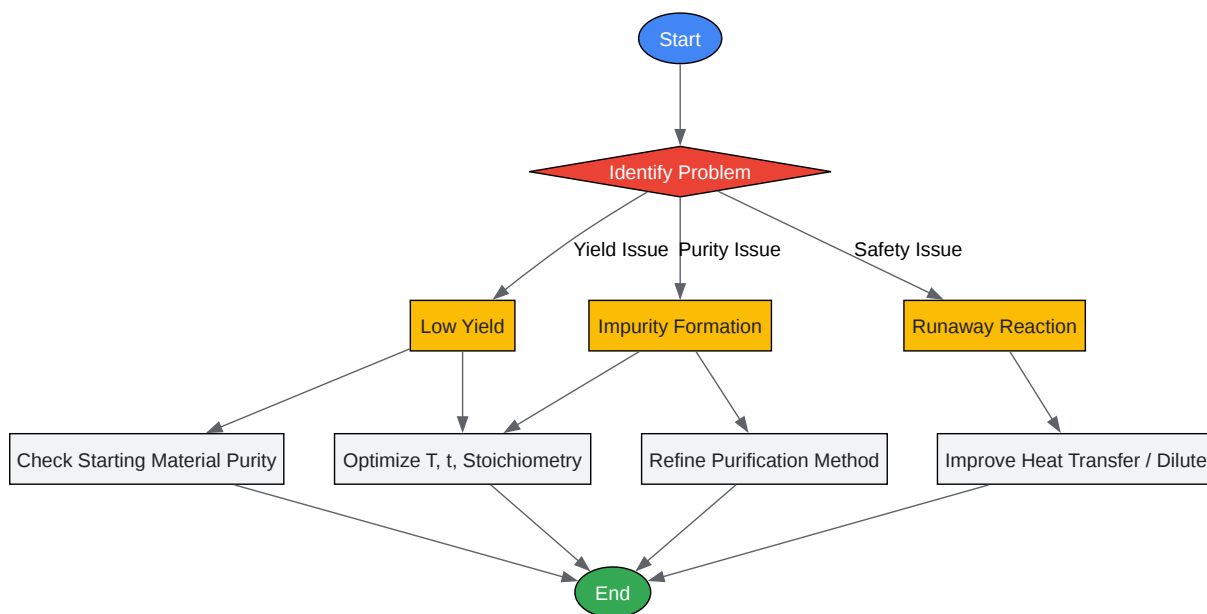 Start
Identify Problem
Yield Issue
Purity Issue
Safety Issue
Low Yield
Impurity Formation
Runaway Reaction
Check Starting Material Purity
Optimize T, t, Stoichiometry
Refine Purification Method
Improve Heat Transfer / Dilute
End